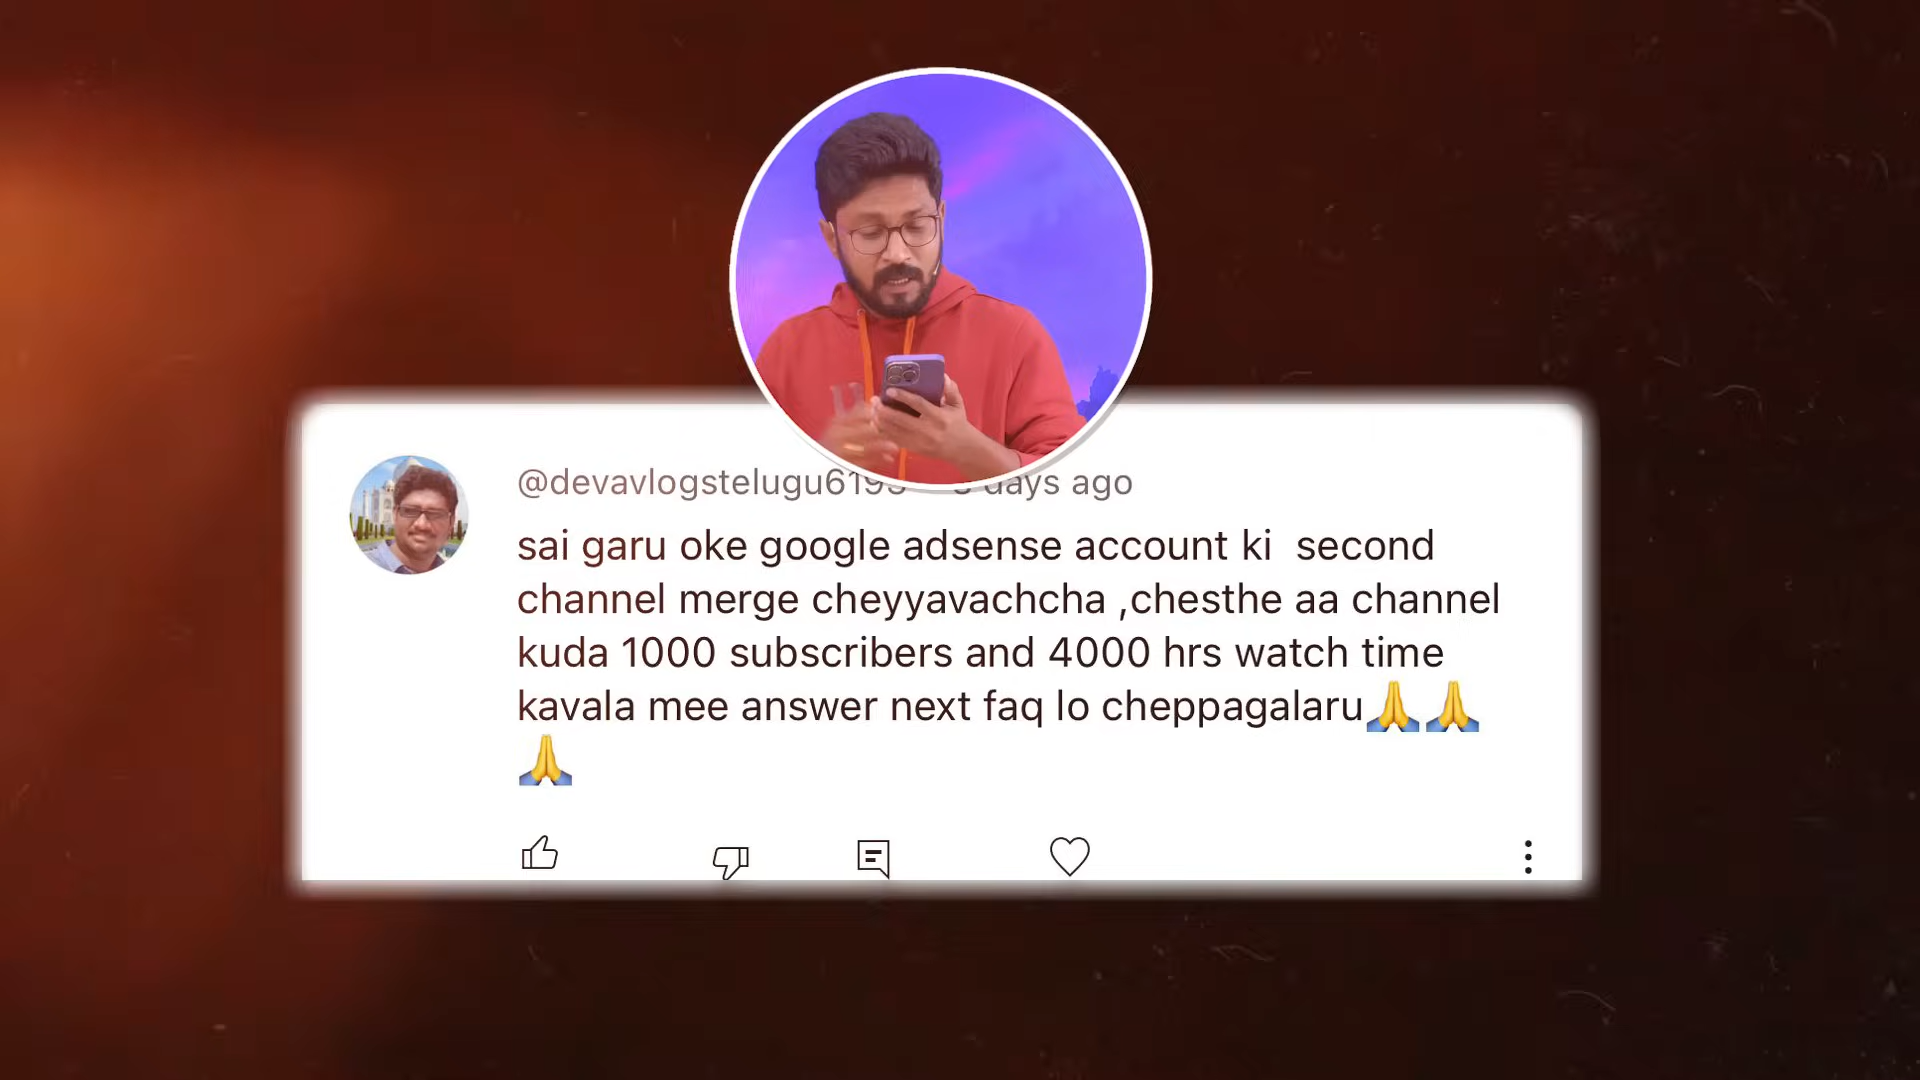 @devavlogstelugu619 days ago
sai garu oke google adsense account ki second
channel merge cheyyavachcha ,chesthe aa channel
kuda 1000 subscribers and 4000 hrs watch time
kavala mee answer next faq lo cheppagalaru🙏🙏
🙏